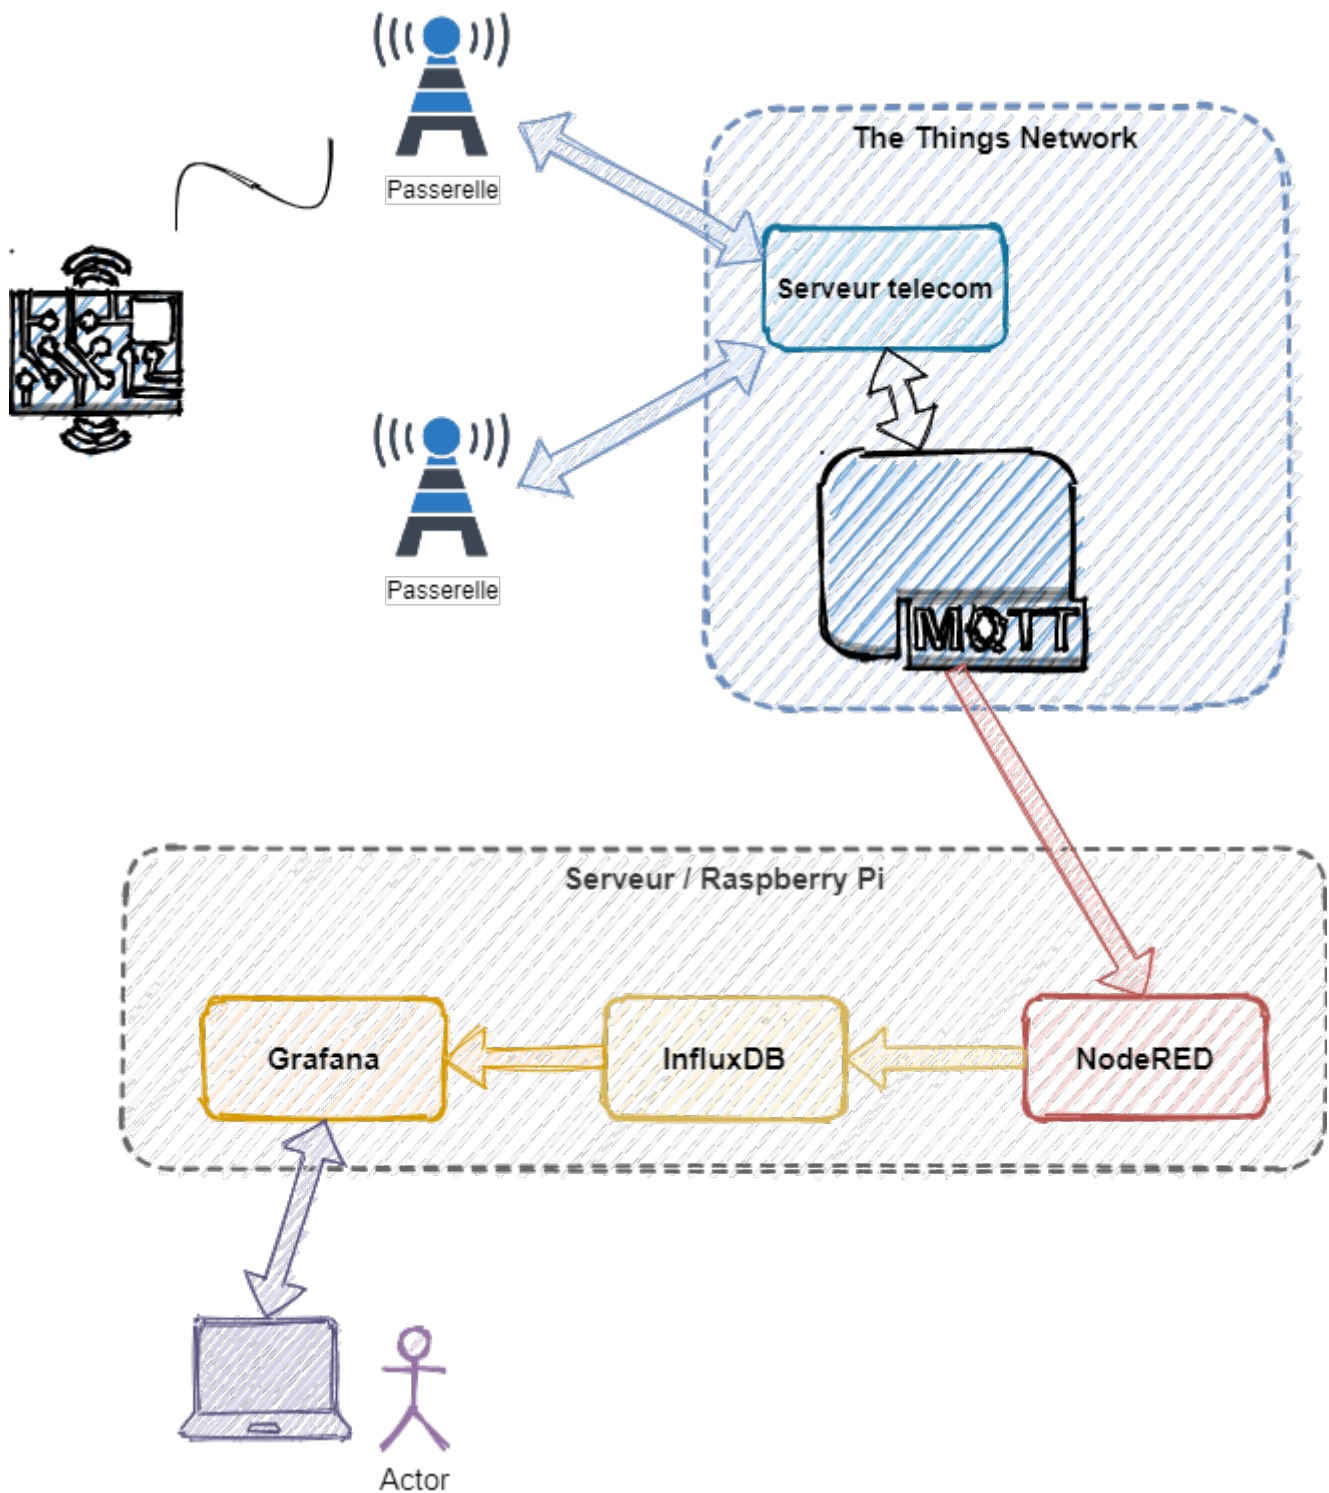 Passerelle
The Things Network
Serveur telecom
Passerelle
MQTT
Serveur / Raspberry Pi
Grafana
InfluxDB
NodeRED
Actor